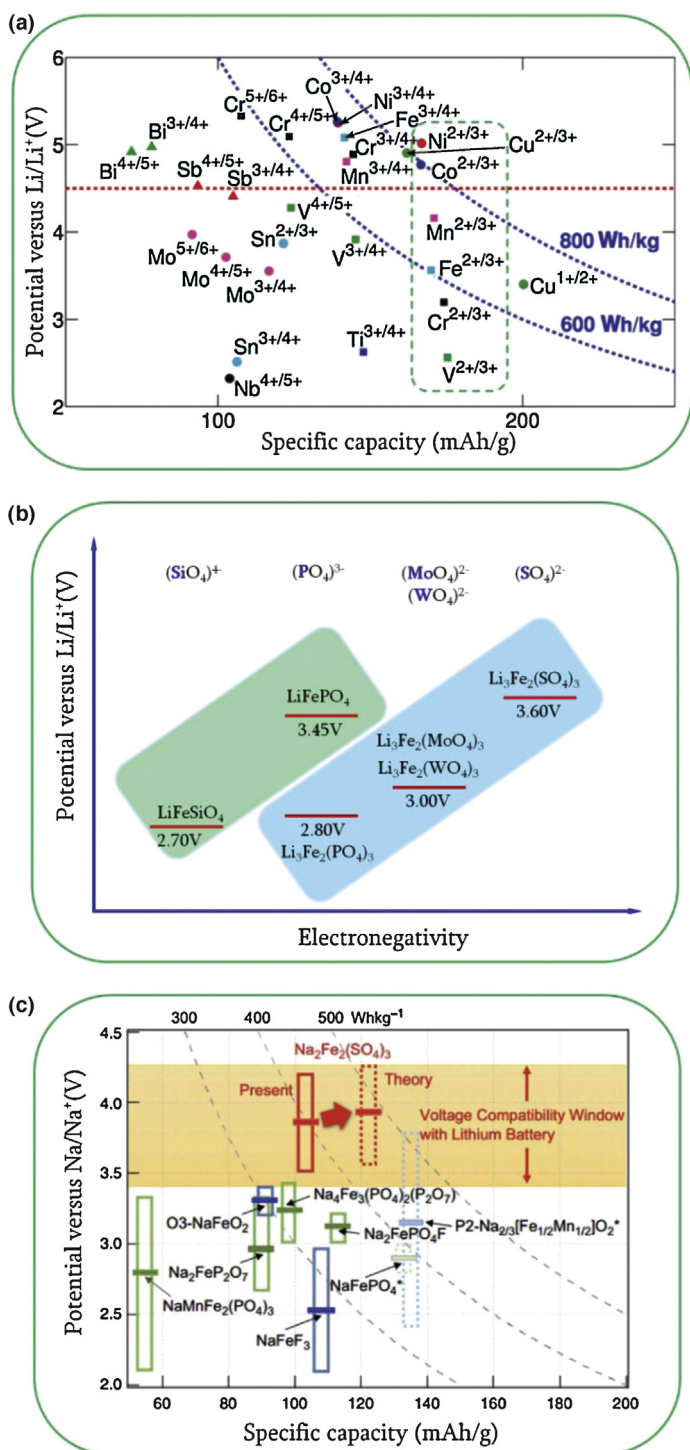 (a)
6
5
4
3
2
Potential versus Li/Li⁺(V)
Cr⁵⁺/⁶⁺
Co³⁺/⁴⁺
Ni³⁺/⁴⁺
Bi³⁺/⁴⁺
Cr⁴⁺/⁵⁺
Fe³⁺/⁴⁺
Cr³⁺/⁴⁺
Ni²⁺/³⁺
Cu²⁺/³⁺
Bi⁴⁺/⁵⁺
Sb⁴⁺/⁵⁺
Sb³⁺/⁴⁺
Mn³⁺/⁴⁺
Co²⁺/³⁺
V⁴⁺/⁵⁺
Mn²⁺/³⁺
800 Wh/kg
Mo⁵⁺/⁶⁺
Sn²⁺/³⁺
V³⁺/⁴⁺
Mo⁴⁺/⁵⁺
Fe²⁺/³⁺
Mo³⁺/⁴⁺
Cu¹⁺/²⁺
600 Wh/kg
Cr²⁺/³⁺
Sn³⁺/⁴⁺
Ti³⁺/⁴⁺
Nb⁴⁺/⁵⁺
V²⁺/³⁺
100 200
Specific capacity (mAh/g)
(b)
Potential versus Li/Li⁺(V)
(SiO₄)⁴⁻ (PO₄)³⁻ (MoO₄)²⁻ (SO₄)²⁻
(WO₄)²⁻
Li₃Fe₂(SO₄)₃
3.60V
LiFePO₄
3.45V
Li₃Fe₂(MoO₄)₃
Li₃Fe₂(WO₄)₃
3.00V
LiFeSiO₄
2.70V
2.80V
Li₃Fe₂(PO₄)₃
Electronegativity
(c)
300 400 500 Whkg⁻¹
4.5
4.0
3.5
3.0
2.5
2.0
Potential versus Na/Na⁺(V)
Na₂Fe₂(SO₄)₃
Present
Theory
Voltage Compatibility Window
with Lithium Battery
Na₄Fe₃(PO₄)₂(P₂O₇)
O3-NaFeO₂
Na₂FePO₄F
P2-Na₂/₃[Fe₁/₂Mn₁/₂]O₂*
Na₂FeP₂O₇
NaFePO₄*
NaMnFe₂(PO₄)₃
NaFeF₃
60 80 100 120 140 160 180 200
Specific capacity (mAh/g)